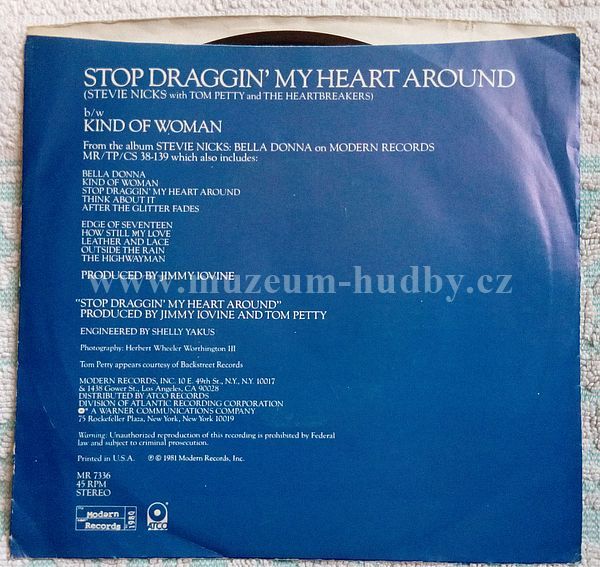 STOP DRAGGIN' MY HEART AROUND
(STEVIE NICKS with TOM PETTY and THE HEARTBREAKERS)
b/w
KIND OF WOMAN
From the album STEVIE NICKS: BELLA DONNA on MODERN RECORDS
MR/TP/CS 38-139 which also includes:
BELLA DONNA
KIND OF WOMAN
STOP DRAGGIN' MY HEART AROUND
THINK ABOUT IT
AFTER THE GLITTER FADES
EDGE OF SEVENTEEN
HOW STILL MY LOVE
LEATHER AND LACE
OUTSIDE THE RAIN
THE HIGHWAYMAN
PRODUCED BY JIMMY IOVINE
www.muzeum-hudby.cz
"STOP DRAGGIN' MY HEART AROUND"
PRODUCED BY JIMMY IOVINE AND TOM PETTY
ENGINEERED BY SHELLY YAKUS
Photography: Herbert Wheeler Worthington III
Tom Petty appears courtesy of Backstreet Records
MODERN RECORDS, INC. 10 E. 49th St., N.Y., N.Y. 10017
& 1438 Gower St., Los Angeles, CA 90028
DISTRIBUTED BY ATCO RECORDS
DIVISION OF ATLANTIC RECORDING CORPORATION
® A WARNER COMMUNICATIONS COMPANY
75 Rockefeller Plaza, New York, New York 10019
Warning: Unauthorized reproduction of this recording is prohibited by Federal
law and subject to criminal prosecution.
Printed in U.S.A. ℗ © 1981 Modern Records, Inc.
MR 7336
45 RPM
STEREO
Modern
Records
1980
ATCO